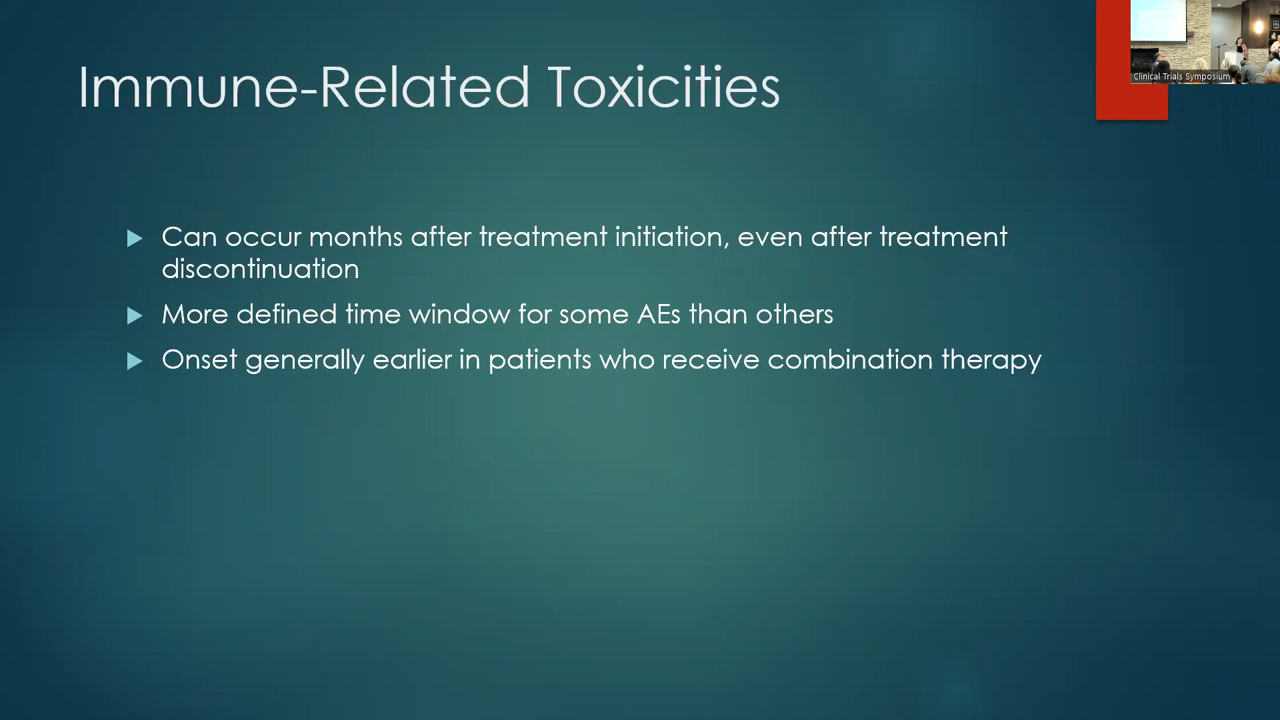 Immune-Related Toxicities
Clinical Trials Symposium
Can occur months after treatment initiation, even after treatment
discontinuation
More defined time window for some AEs than others
Onset generally earlier in patients who receive combination therapy